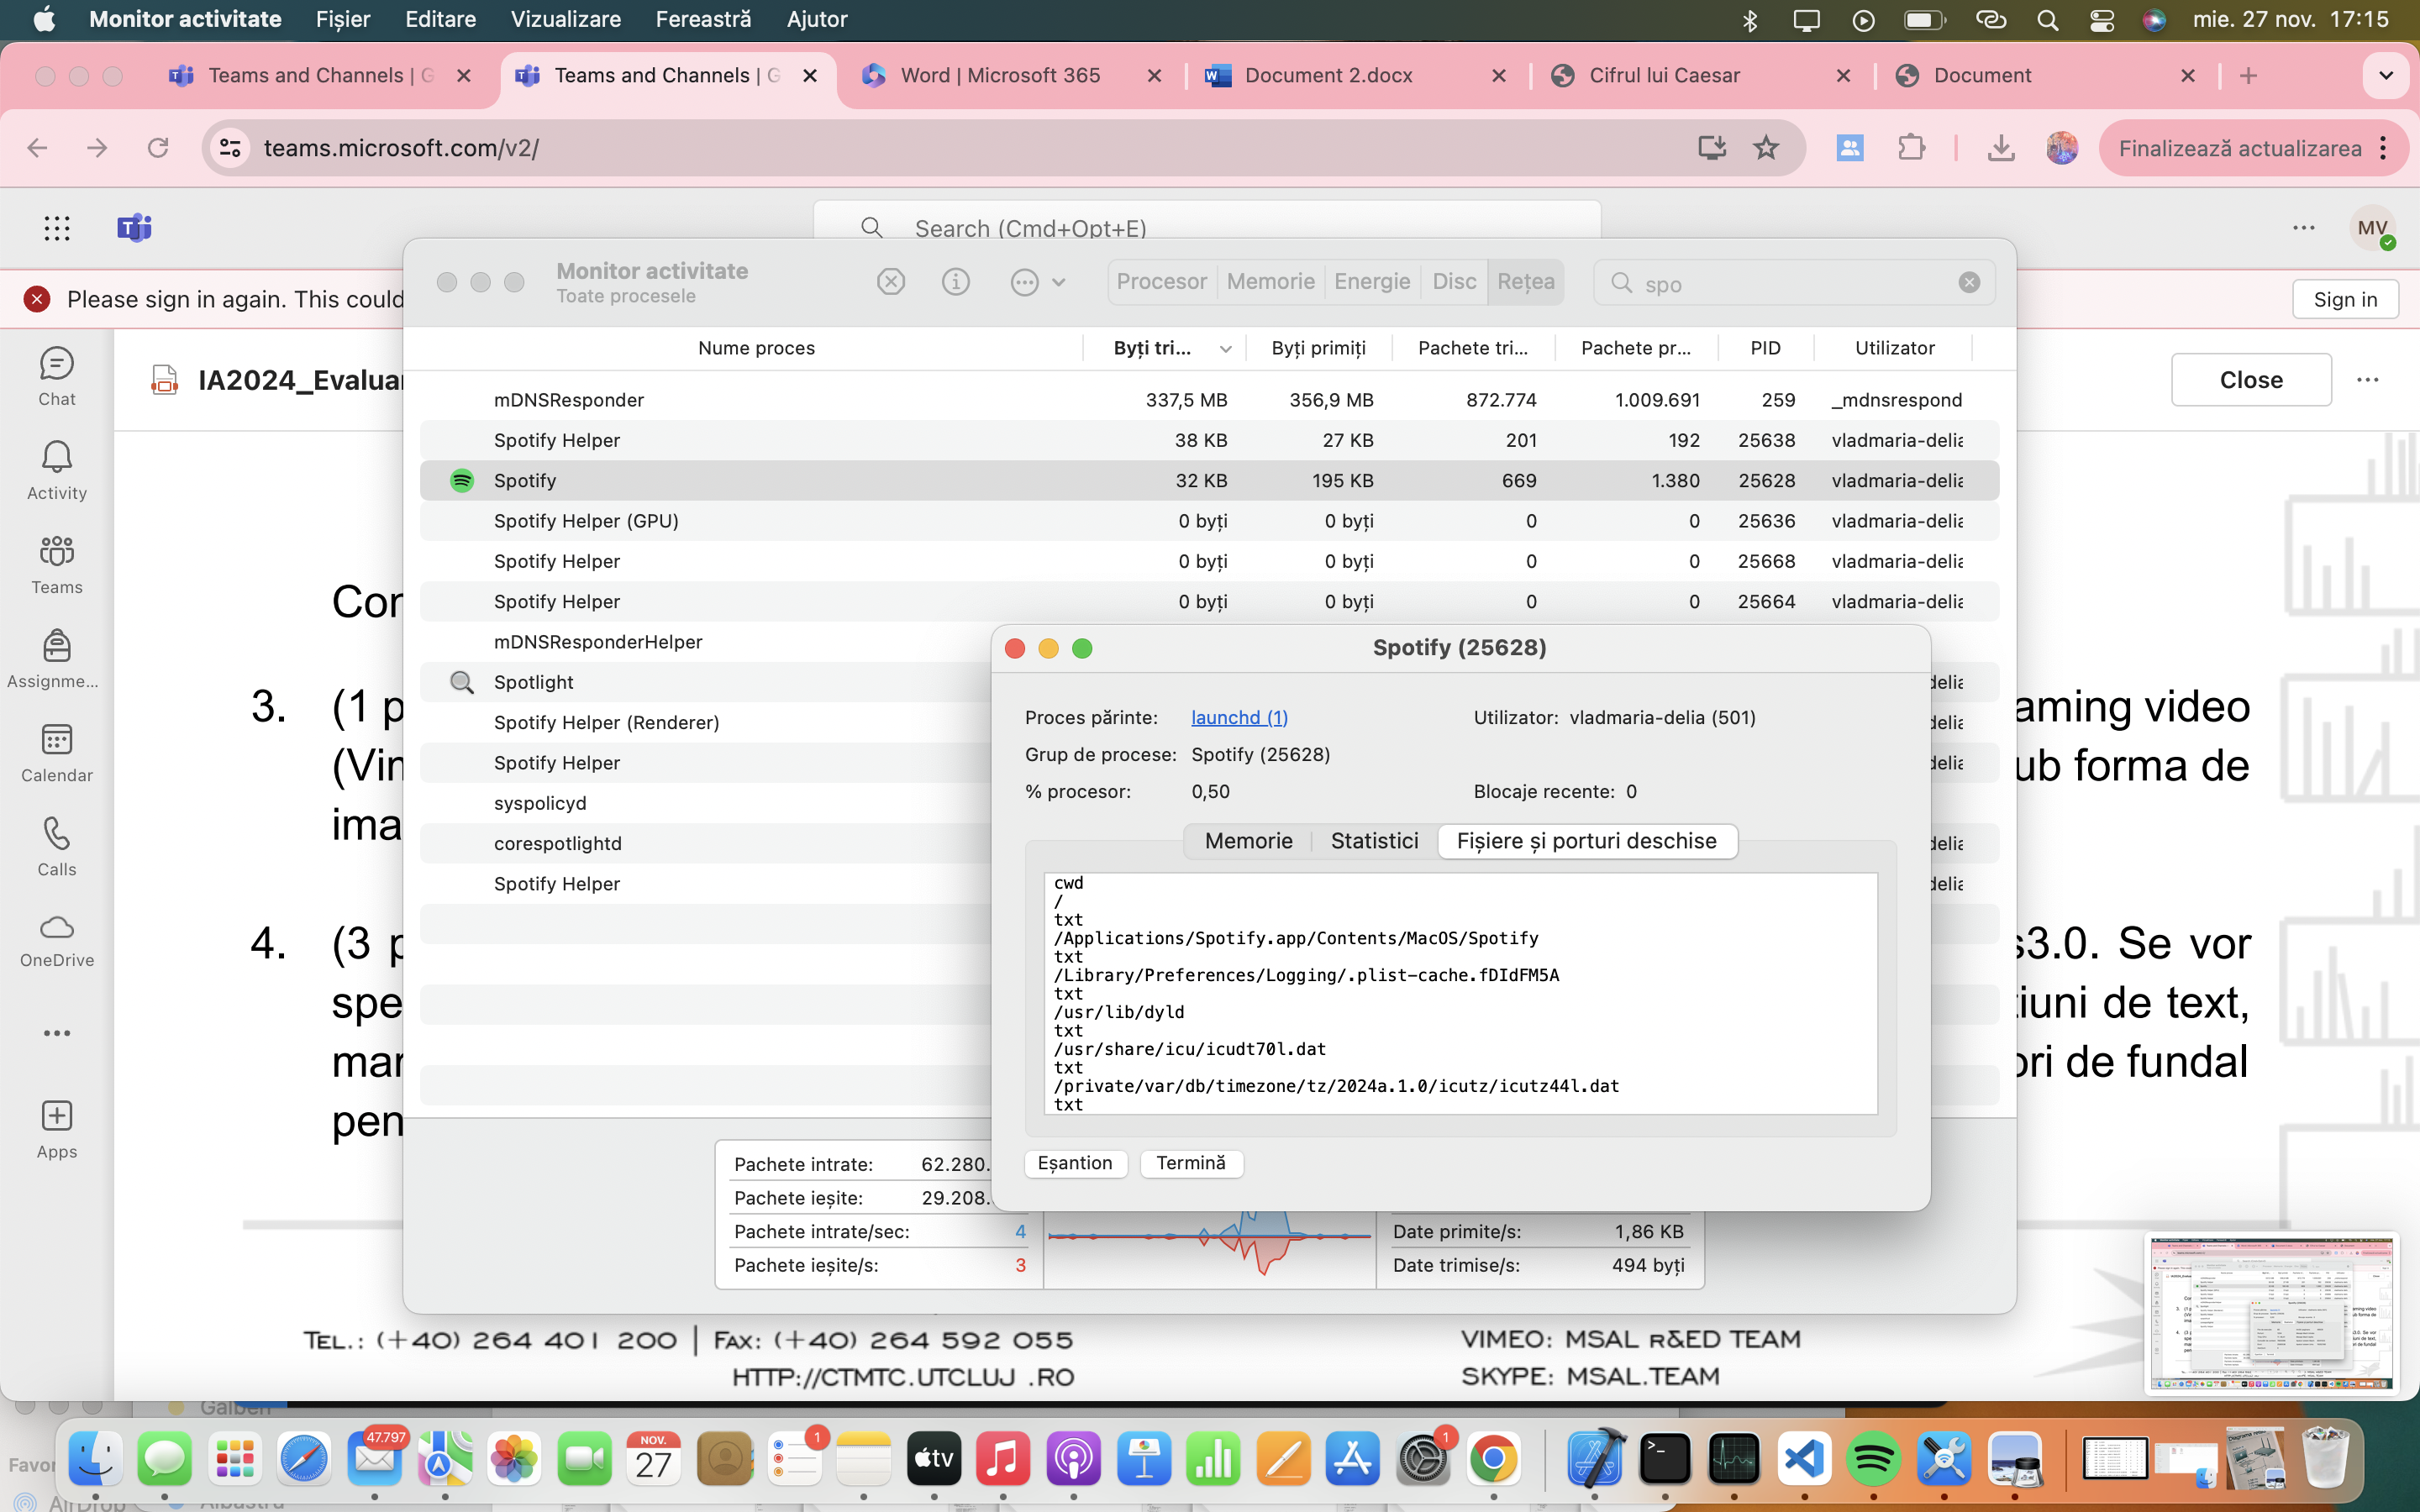 Monitor activitate Fișier Editare Vizualizare Fereastră Ajutor mie. 27 nov. 17:15
Teams and Channels | G Teams and Channels | G Word | Microsoft 365 Document 2.docx Cifrul lui Caesar Document
teams.microsoft.com/v2/ Finalizează actualizarea
Search (Cmd+Opt+E) MV
Please sign in again. This could Sign in
Chat
Activity
Teams
Assignme...
Calendar
Calls
OneDrive
Apps
IA2024_Evaluar Close
Cor
3. (1 p aming video
(Vin ub forma de
ima
4. (3 p s3.0. Se vor
spe țiuni de text,
mar ori de fundal
pen
Monitor activitate
Toate procesele
Procesor Memorie Energie Disc Rețea spo
Nume proces Byți tri... Byți primiți Pachete tri... Pachete pr... PID Utilizator
mDNSResponder 337,5 MB 356,9 MB 872.774 1.009.691 259 _mdnsrespond
Spotify Helper 38 KB 27 KB 201 192 25638 vladmaria-delia
Spotify 32 KB 195 KB 669 1.380 25628 vladmaria-delia
Spotify Helper (GPU) 0 byți 0 byți 0 0 25636 vladmaria-delia
Spotify Helper 0 byți 0 byți 0 0 25668 vladmaria-delia
Spotify Helper 0 byți 0 byți 0 0 25664 vladmaria-delia
mDNSResponderHelper
Spotlight delia
Spotify Helper (Renderer) delia
Spotify Helper delia
syspolicyd
corespotlightd delia
Spotify Helper delia
Spotify (25628)
Proces părinte: launchd (1) Utilizator: vladmaria-delia (501)
Grup de procese: Spotify (25628)
% procesor: 0,50 Blocaje recente: 0
Memorie Statistici Fișiere și porturi deschise
cwd
/
txt
/Applications/Spotify.app/Contents/MacOS/Spotify
txt
/Library/Preferences/Logging/.plist-cache.fDIdFM5A
txt
/usr/lib/dyld
txt
/usr/share/icu/icudt70l.dat
txt
/private/var/db/timezone/tz/2024a.1.0/icutz/icutz44l.dat
txt
Eșantion Termină
Pachete intrate: 62.280.
Pachete ieșite: 29.208.
Pachete intrate/sec: 4 Date primite/s: 1,86 KB
Pachete ieșite/s: 3 Date trimise/s: 494 byți
Tel.: (+40) 264 401 200 | Fax: (+40) 264 592 055 VIMEO: MSAL R&ED TEAM
HTTP://CTMTC.UTCLUJ .RO SKYPE: MSAL.TEAM
Galben
Favor
AirDrop Albastru
47.797 NOV. 27 1 tv 1